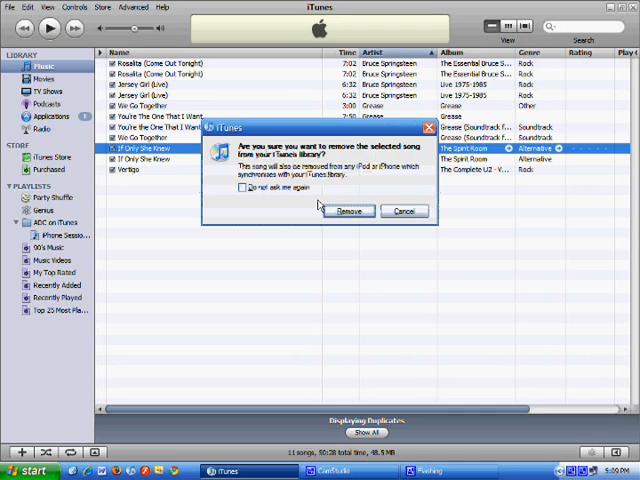 File Edit View Controls Store Advanced Help
iTunes
View
Search
LIBRARY
Music
Movies
TV Shows
Podcasts
Applications 1
Radio
STORE
iTunes Store
Purchased
PLAYLISTS
Party Shuffle
Genius
ADC on iTunes
iPhone Sessio...
90's Music
Music Videos
My Top Rated
Recently Added
Recently Played
Top 25 Most Pla...
Name Time Artist Album Genre Rating Play
Rosalita (Come Out Tonight) 7:02 Bruce Springsteen The Essential Bruce S... Rock
Rosalita (Come Out Tonight) 7:02 Bruce Springsteen The Essential Bruce S... Rock
Jersey Girl (Live) 6:32 Bruce Springsteen Live 1975-1985 Rock
Jersey Girl (Live) 6:32 Bruce Springsteen Live 1975-1985 Rock
We Go Together 3:00 Grease Grease Other
You're The One That I Want Grease
You're the One That I Want Grease (Soundtrack f... Soundtrack
We Go Together Grease (Soundtrack f... Soundtrack
If Only She Knew The Spirit Room Alternative
If Only She Knew The Spirit Room Alternative
Vertigo The Complete U2 - V... Rock
iTunes
Are you sure you want to remove the selected song
from your iTunes library?
This song will also be removed from any iPod or iPhone which
synchronizes with your iTunes library.
Do not ask me again
Remove Cancel
Displaying Duplicates
Show All
11 songs, 50:28 total time, 48.5 MB
start
iTunes
CamStudio
flashing
5:09 PM